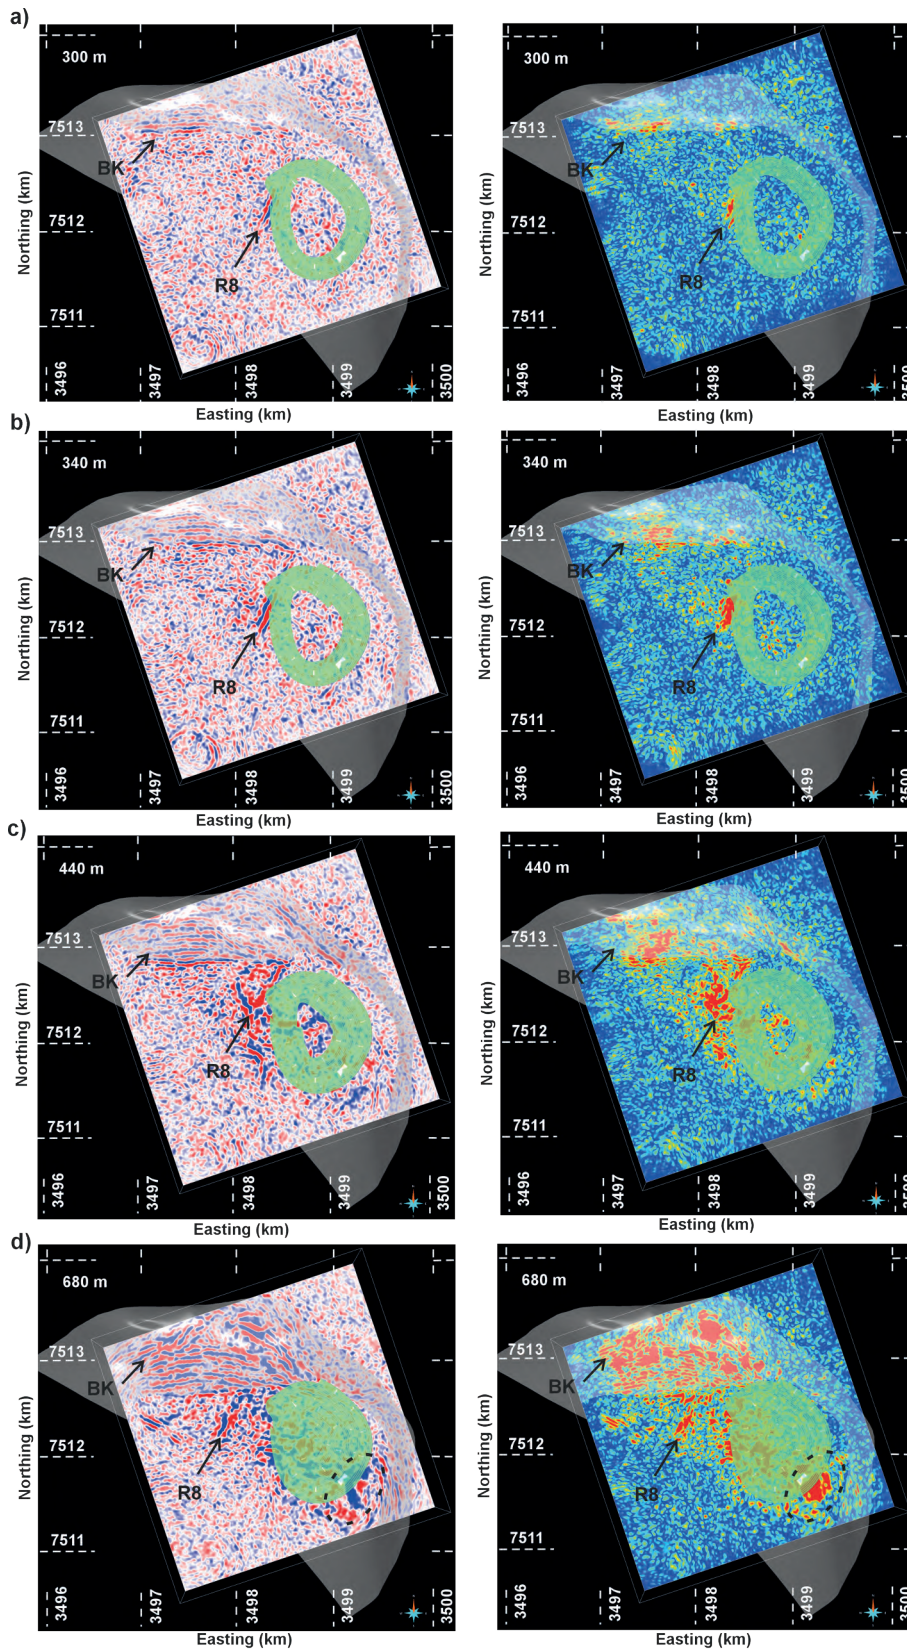 a)
300 m
300 m
7513
7513
BK
BK
7512
7512
R8
R8
7511
7511
Northing (km)
Northing (km)
3496
3497
3498
3499
3500
3496
3497
3498
3499
3500
Easting (km)
Easting (km)
b)
340 m
340 m
7513
7513
BK
BK
7512
7512
R8
R8
7511
7511
Northing (km)
Northing (km)
3496
3497
3498
3499
3500
3496
3497
3498
3499
3500
Easting (km)
Easting (km)
c)
440 m
440 m
7513
7513
BK
BK
7512
7512
R8
R8
7511
7511
Northing (km)
Northing (km)
3496
3497
3498
3499
3500
3496
3497
3498
3499
3500
Easting (km)
Easting (km)
d)
680 m
680 m
7513
7513
BK
BK
7512
7512
R8
R8
7511
7511
Northing (km)
Northing (km)
3496
3497
3498
3499
3500
3496
3497
3498
3499
3500
Easting (km)
Easting (km)